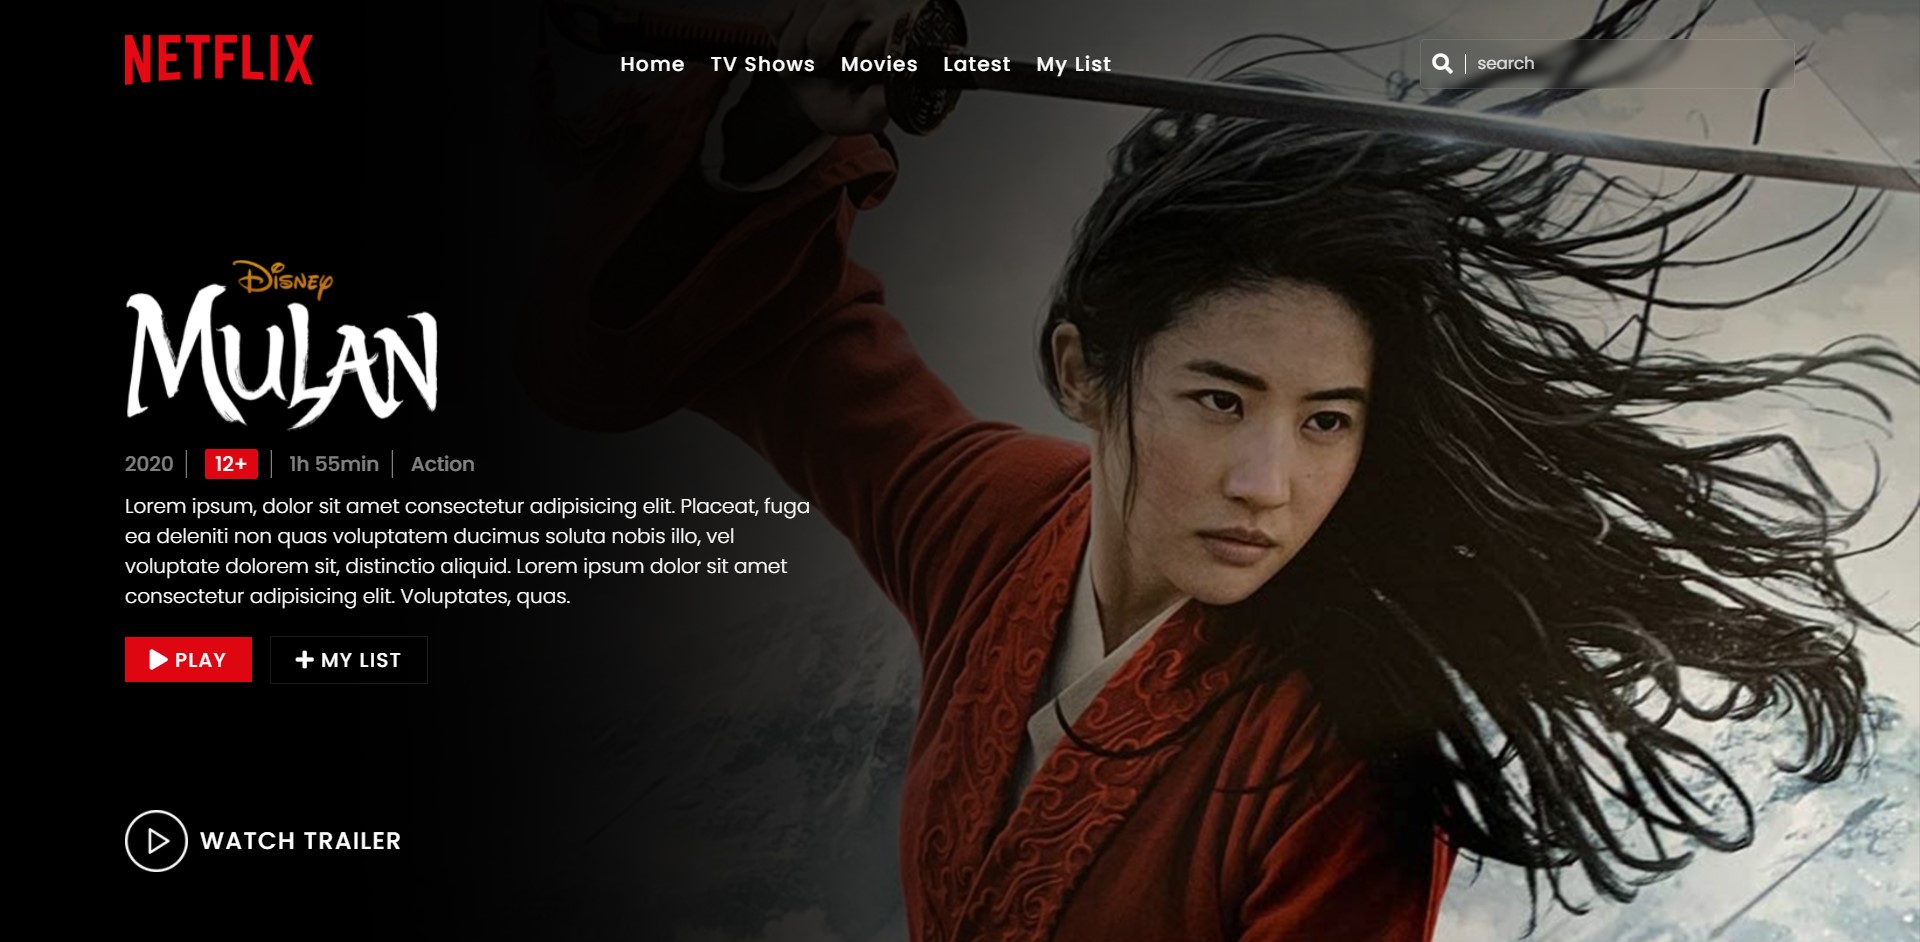 NETFLIX
Home TV Shows Movies Latest My List
search
Disney
MULAN
2020 12+ 1h 55min Action
Lorem ipsum, dolor sit amet consectetur adipisicing elit. Placeat, fuga
ea deleniti non quas voluptatem ducimus soluta nobis illo, vel
voluptate dolorem sit, distinctio aliquid. Lorem ipsum dolor sit amet
consectetur adipisicing elit. Voluptates, quas.
PLAY
MY LIST
WATCH TRAILER